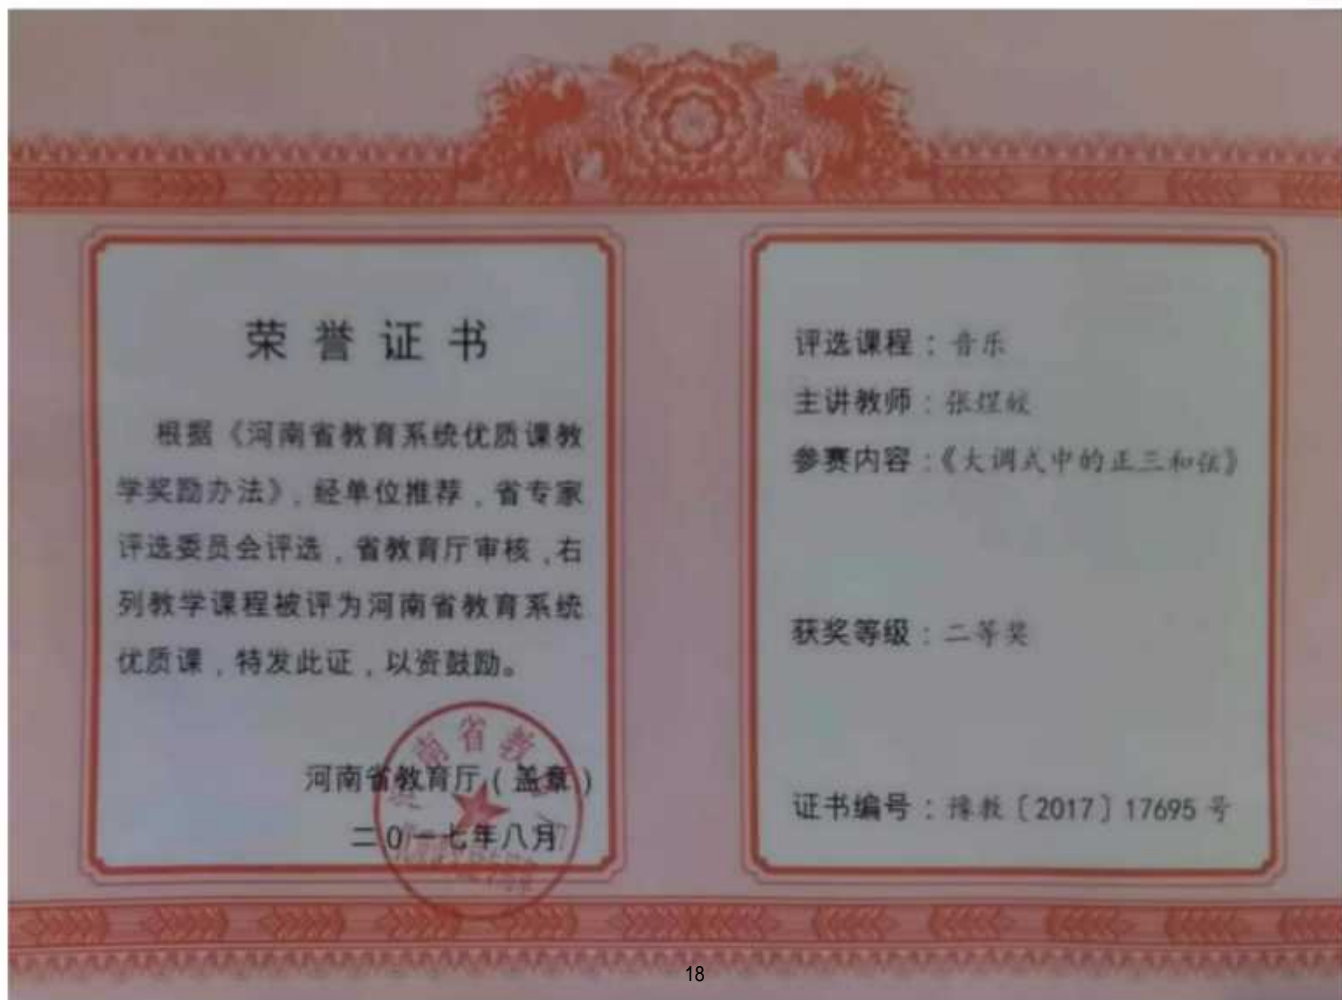 荣誉证书
根据《河南省教育系统优质课教
学奖励办法》，经单位推荐，省专家
评选委员会评选，省教育厅审核，右
列教学课程被评为河南省教育系统
优质课，特发此证，以资鼓励。
河南省教育厅（盖章）
二0一七年八月
评选课程：音乐
主讲教师：张煜皎
参赛内容：《大调式中的正三和弦》
获奖等级：二等奖
证书编号：豫教〔2017〕17695号
18